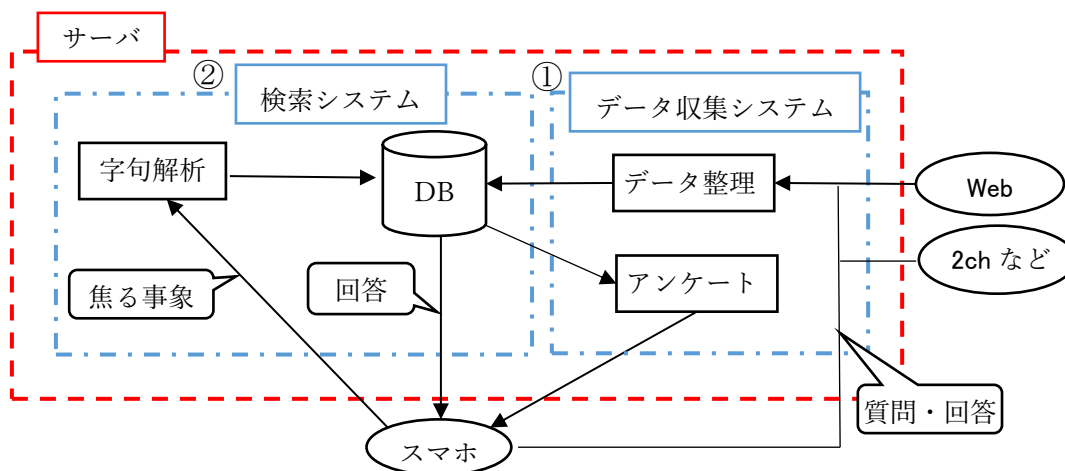 サーバ
②
検索システム
①
データ収集システム
字句解析
DB
データ整理
Web
2ch など
アンケート
焦る事象
回答
質問・回答
スマホ